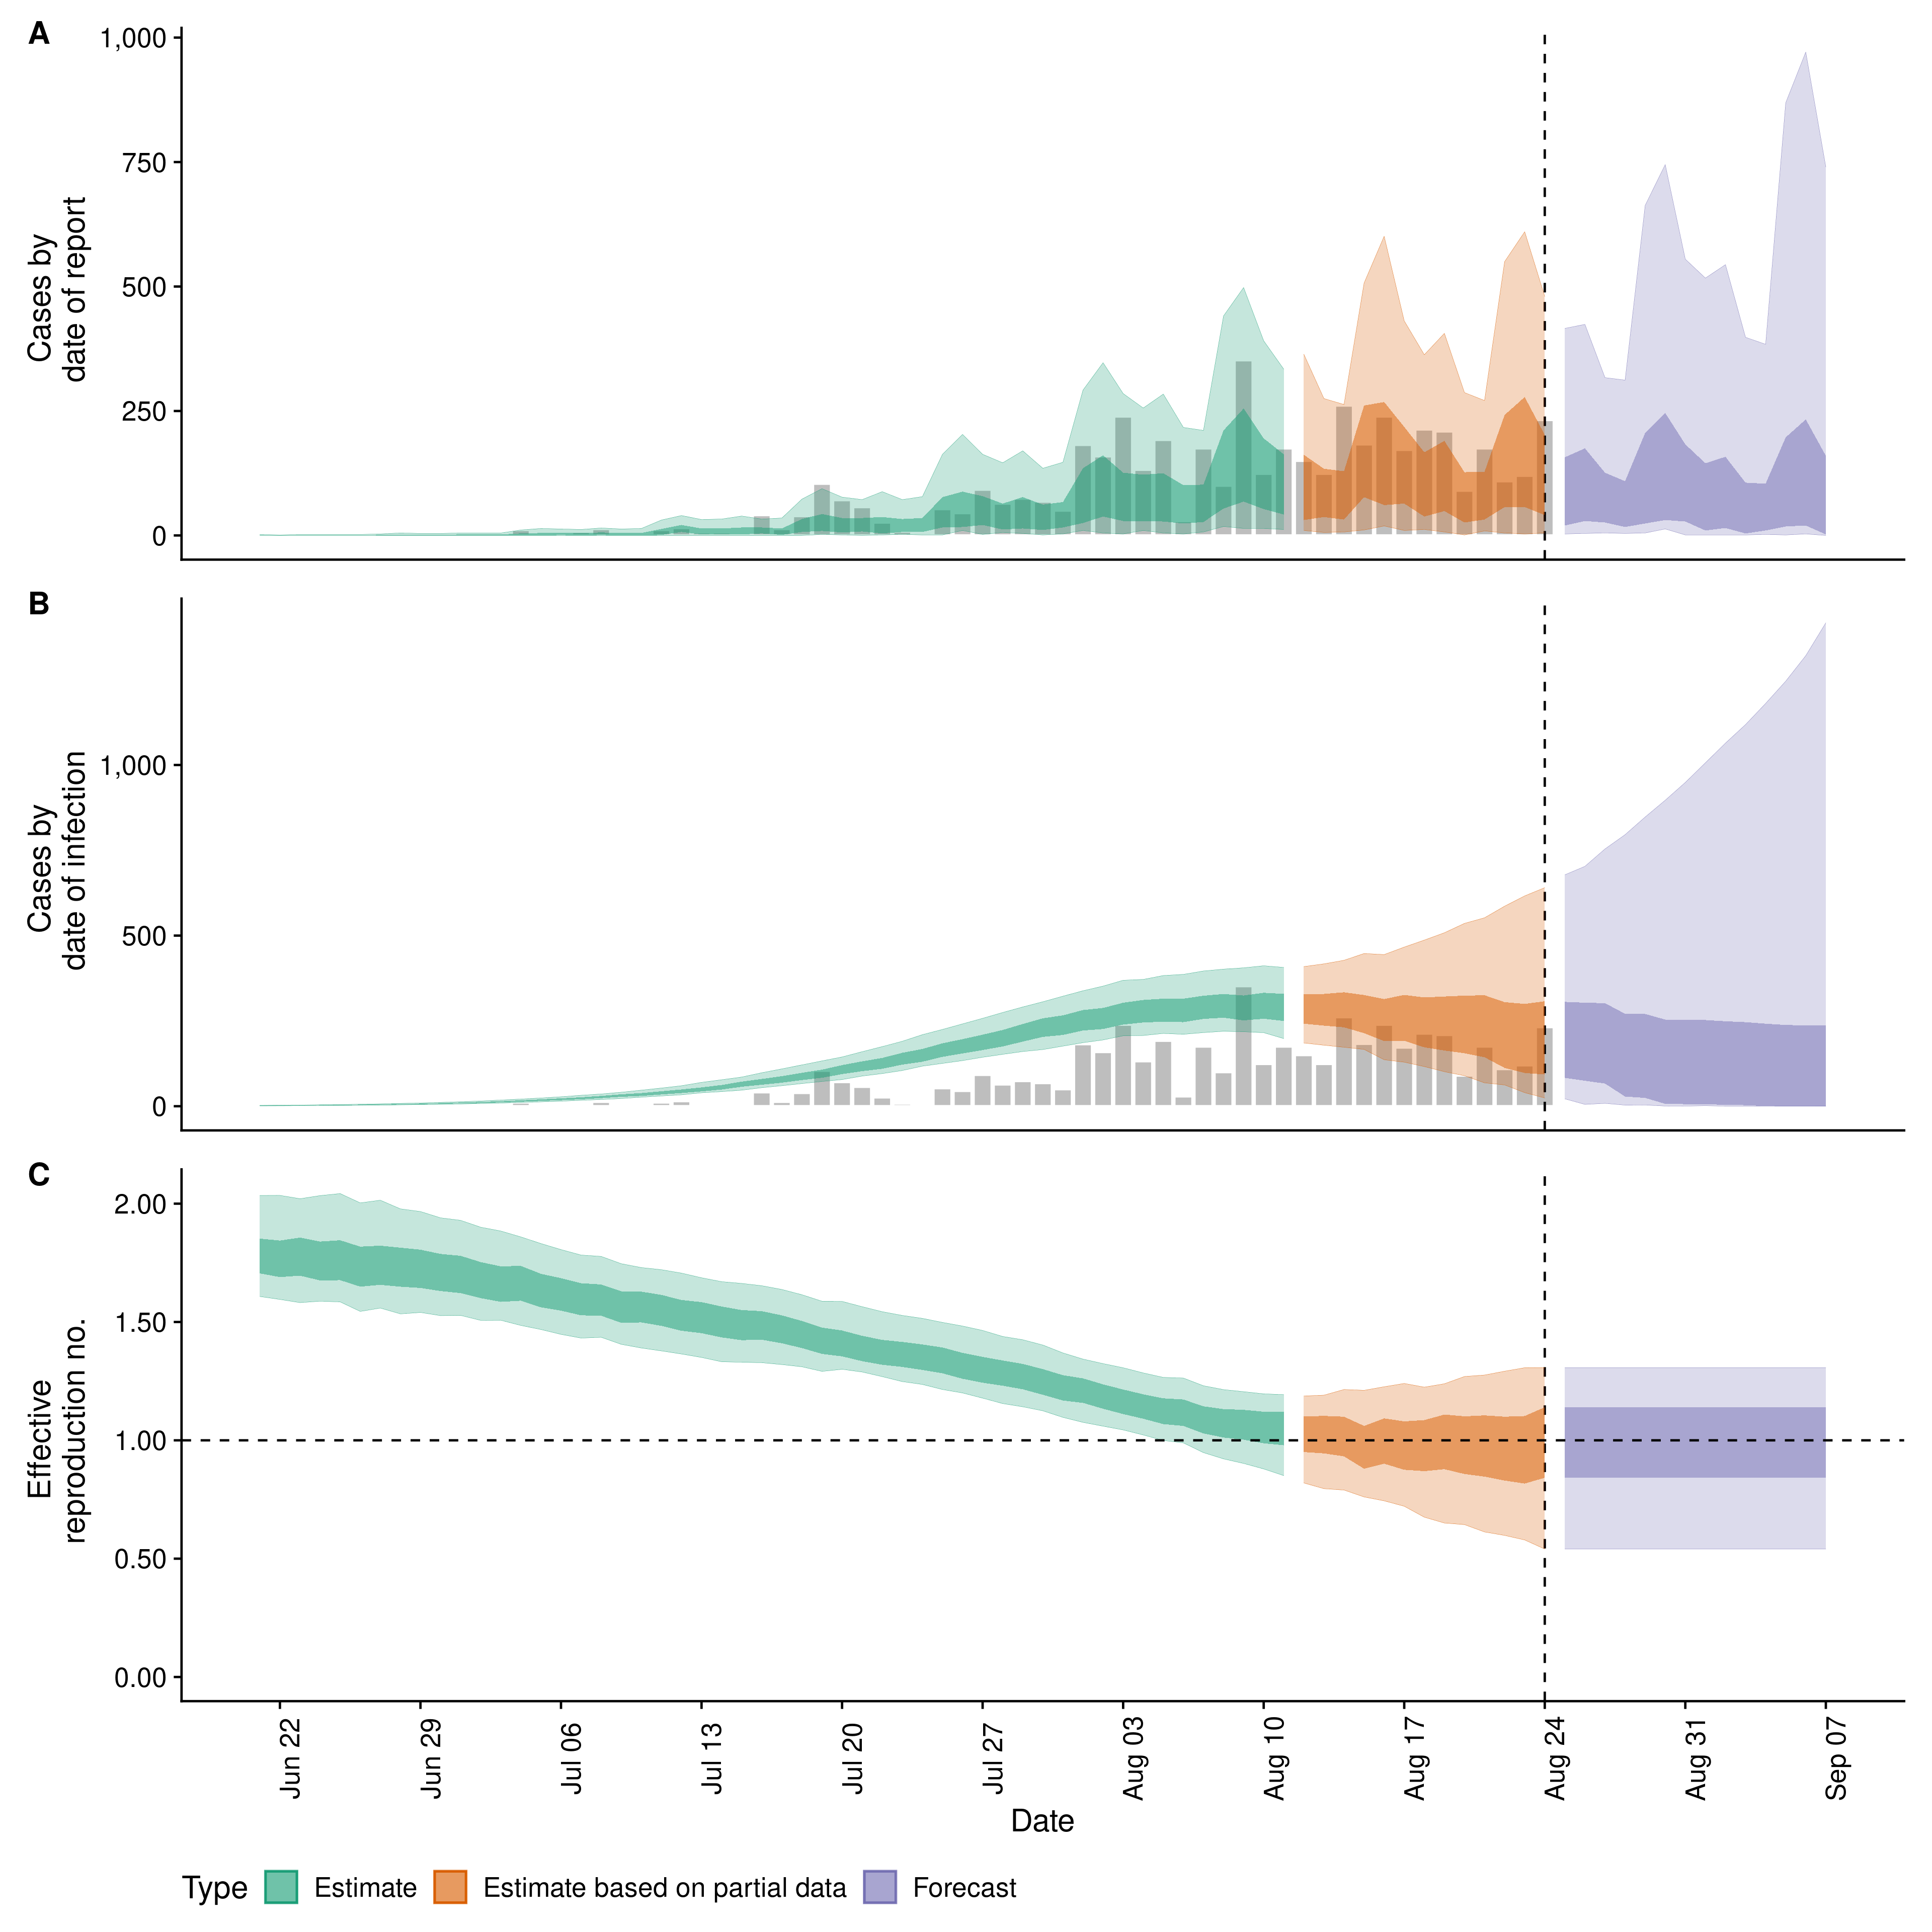 A
Cases by
date of report
1,000
750
500
250
0
B
Cases by
date of infection
1,000
500
0
C
Effective
reproduction no.
2.00
1.50
1.00
0.50
0.00
Jun 22
Jun 29
Jul 06
Jul 13
Jul 20
Jul 27
Aug 03
Aug 10
Aug 17
Aug 24
Aug 31
Sep 07
Date
Type Estimate Estimate based on partial data Forecast